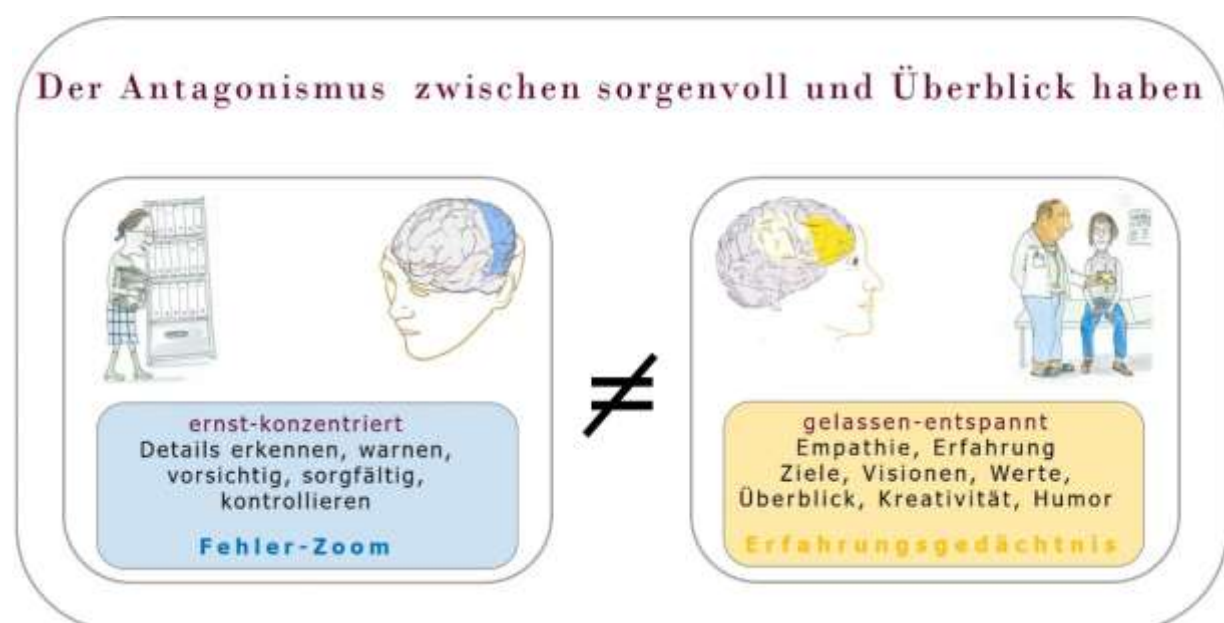 Der Antagonismus zwischen sorgenvoll und Überblick haben
ernst-konzentriert
Details erkennen, warnen,
vorsichtig, sorgfältig,
kontrollieren
Fehler-Zoom
≠
gelassen-entspannt
Empathie, Erfahrung
Ziele, Visionen, Werte,
Überblick, Kreativität, Humor
Erfahrungsgedächtnis